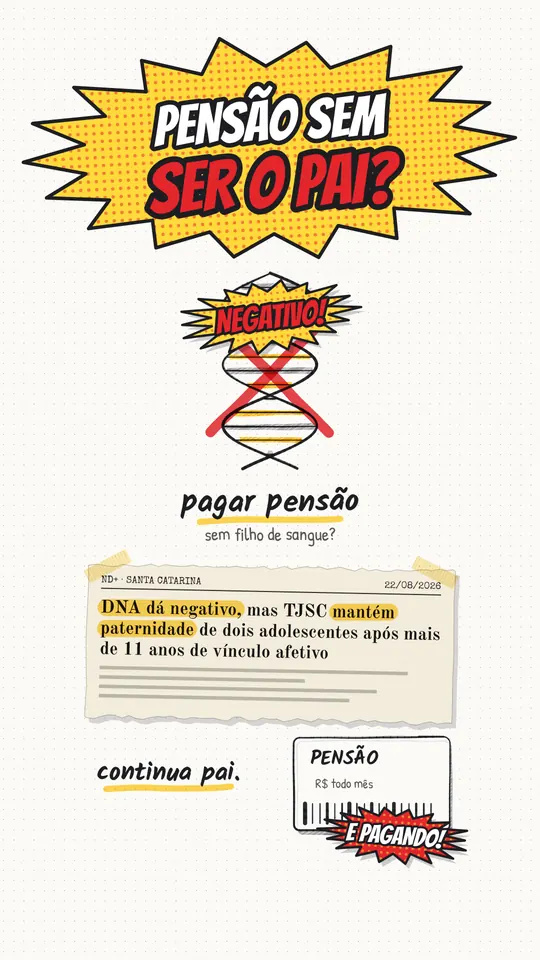 PENSÃO SEM
SER O PAI?
NEGATIVO!
pagar pensão
sem filho de sangue?
ND+ · SANTA CATARINA
22/08/2026
DNA dá negativo, mas TJSC mantém
paternidade de dois adolescentes após mais
de 11 anos de vínculo afetivo
continua pai.
PENSÃO
R$ todo mês
E PAGANDO!